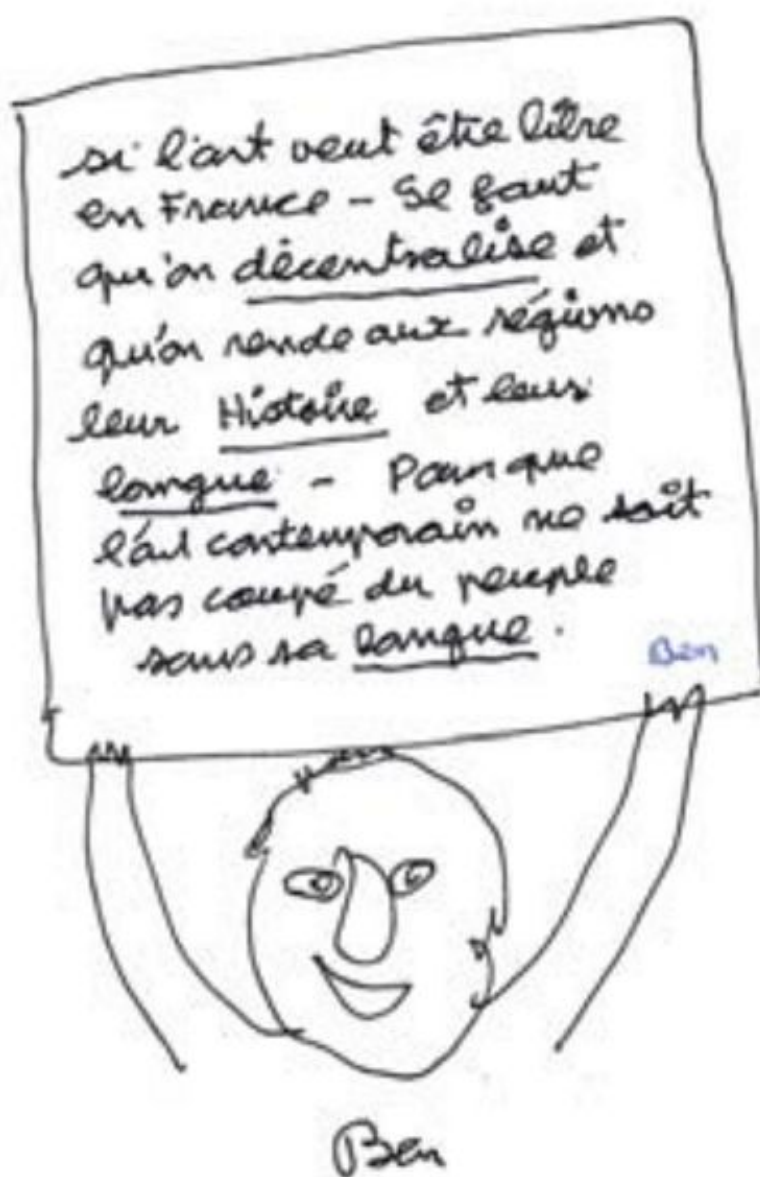 si l'art veut être libre
en France - Il faut
qu'on décentralise et
qu'on rende aux régions
leur Histoire et leur
langue - Pour que
l'art contemporain ne soit
pas coupé du peuple
sans sa langue.
Ben
Ben